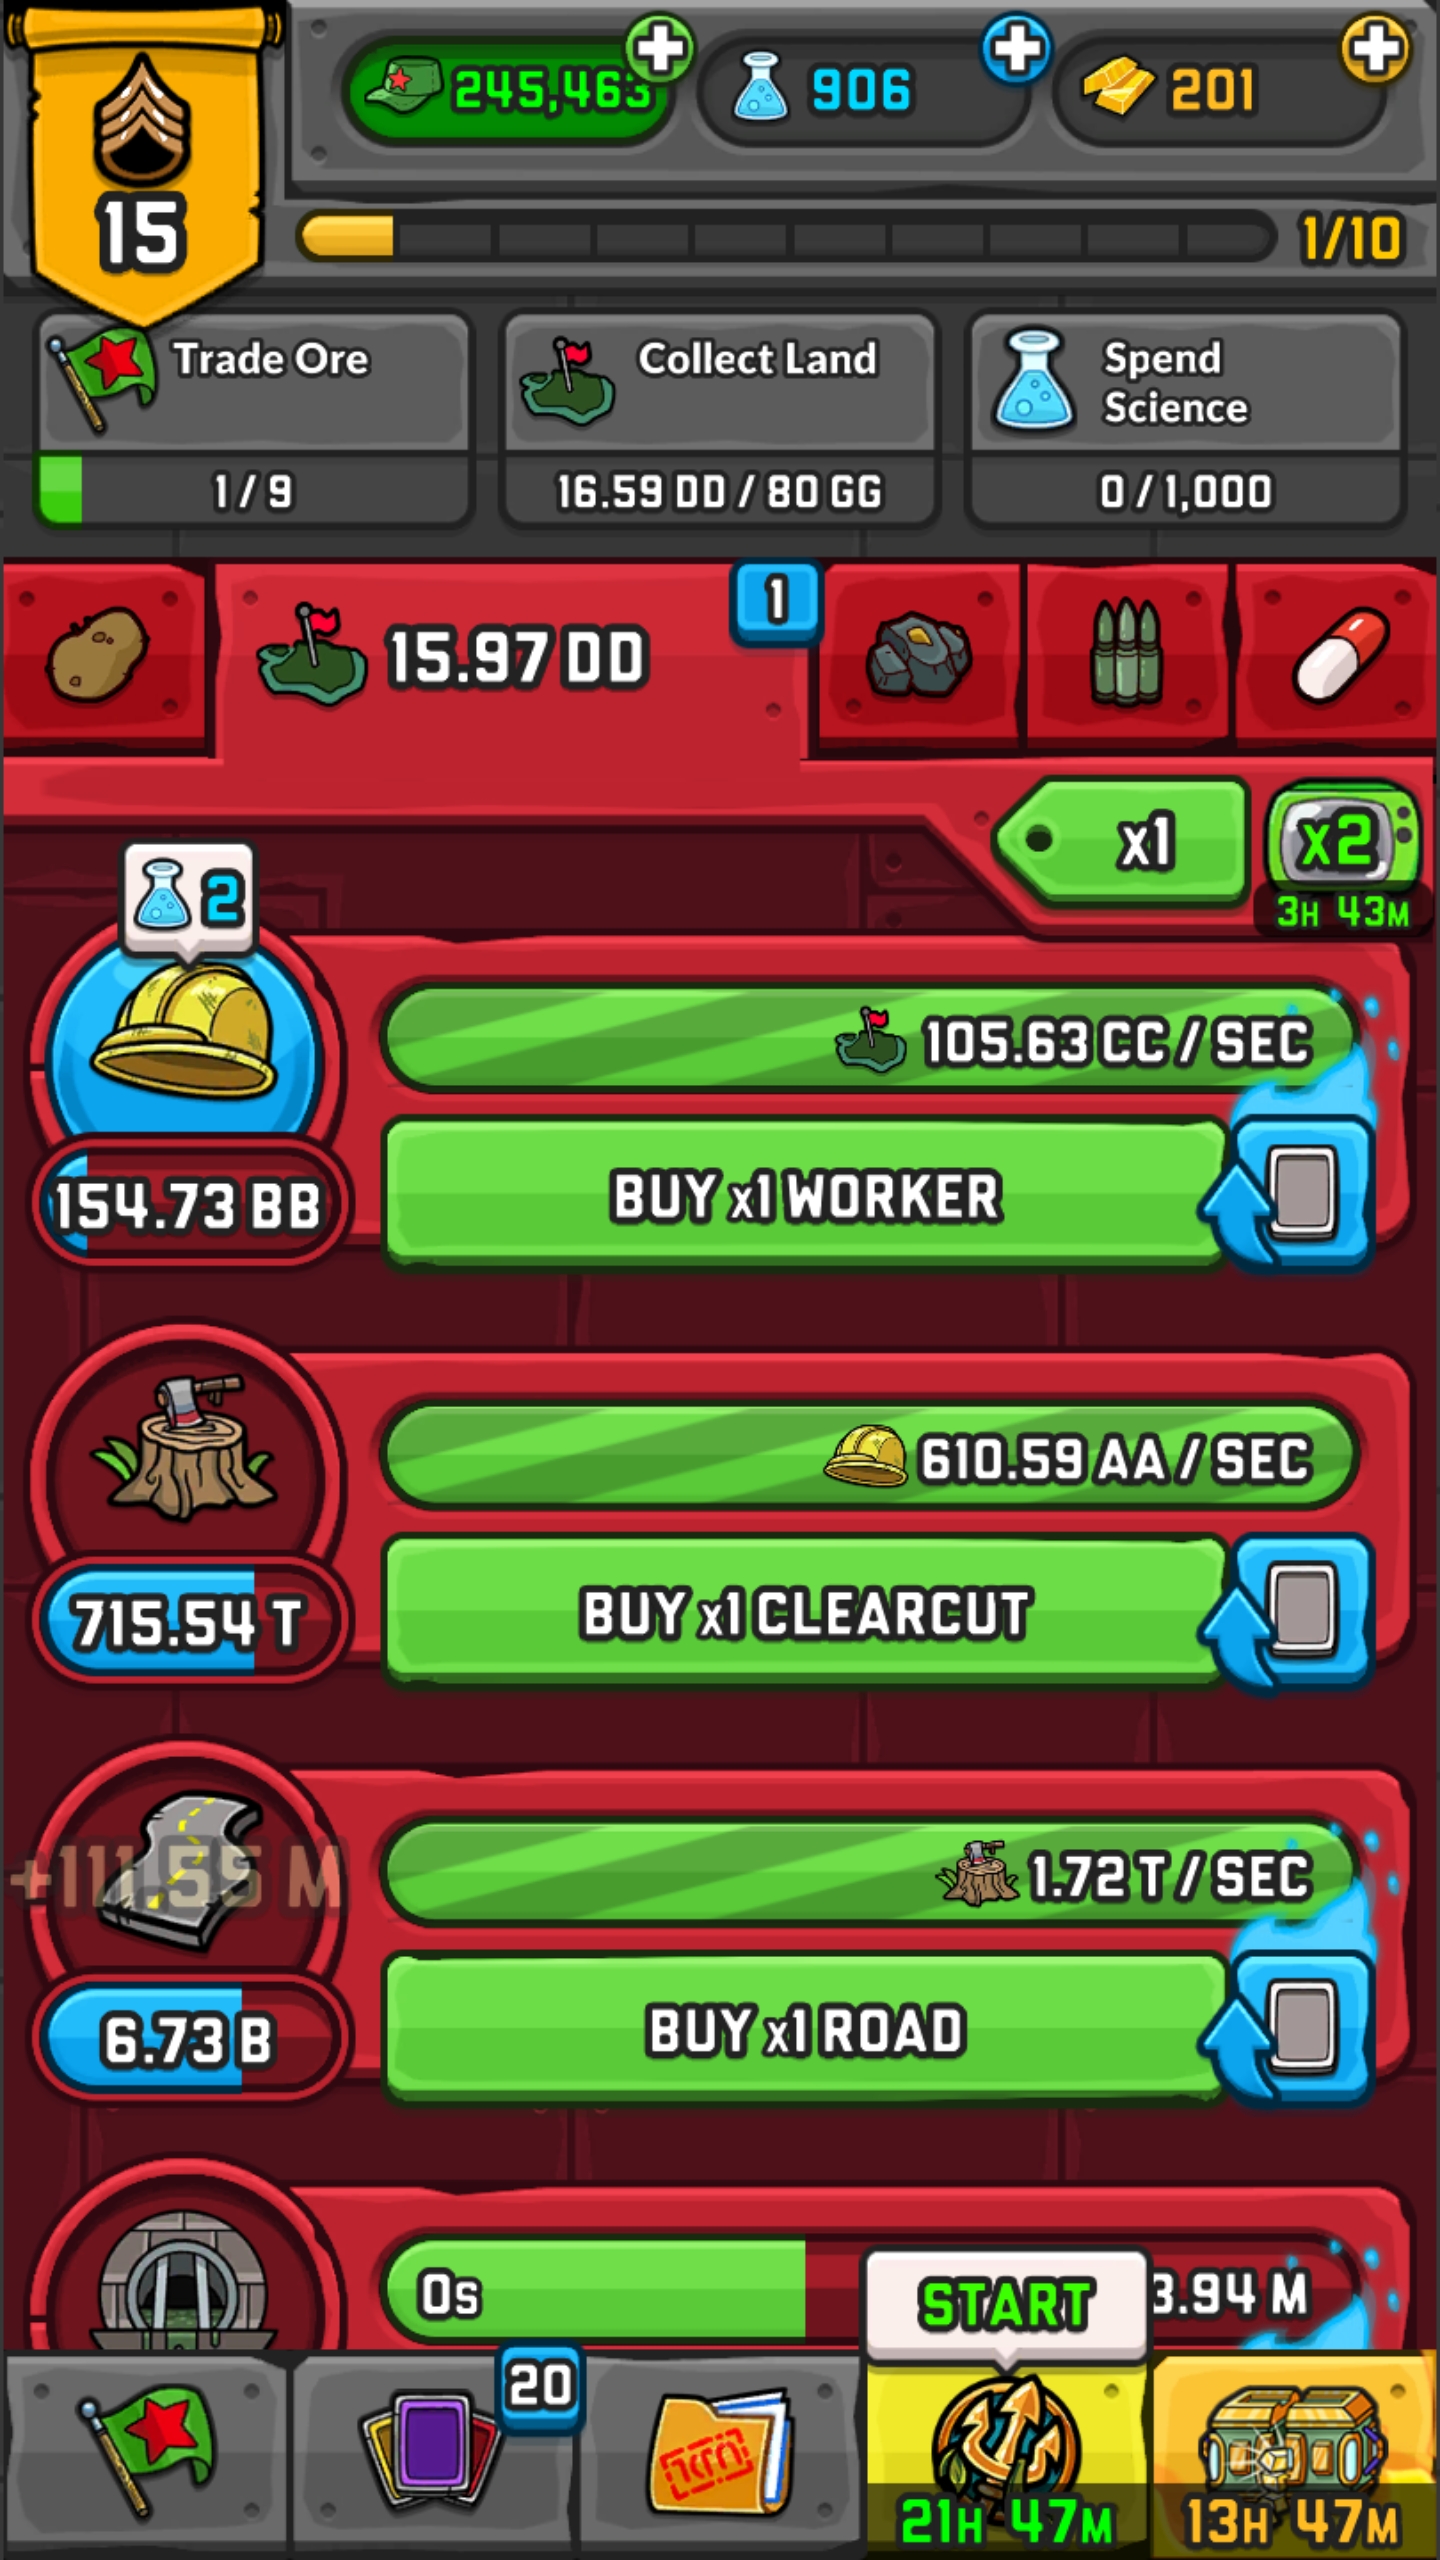 245,463
906
201
15
1/10
Trade Ore
1 / 9
Collect Land
16.59 DD / 80 GG
Spend
Science
0 / 1,000
15.97 DD
1
x1
x2
3H 43M
2
105.63 CC / SEC
154.73 BB
BUY x1 WORKER
610.59 AA / SEC
715.54 T
BUY x1 CLEARCUT
+111.55 M
1.72 T / SEC
6.73 B
BUY x1 ROAD
0s
3.94 M
START
20
21H 47M
13H 47M